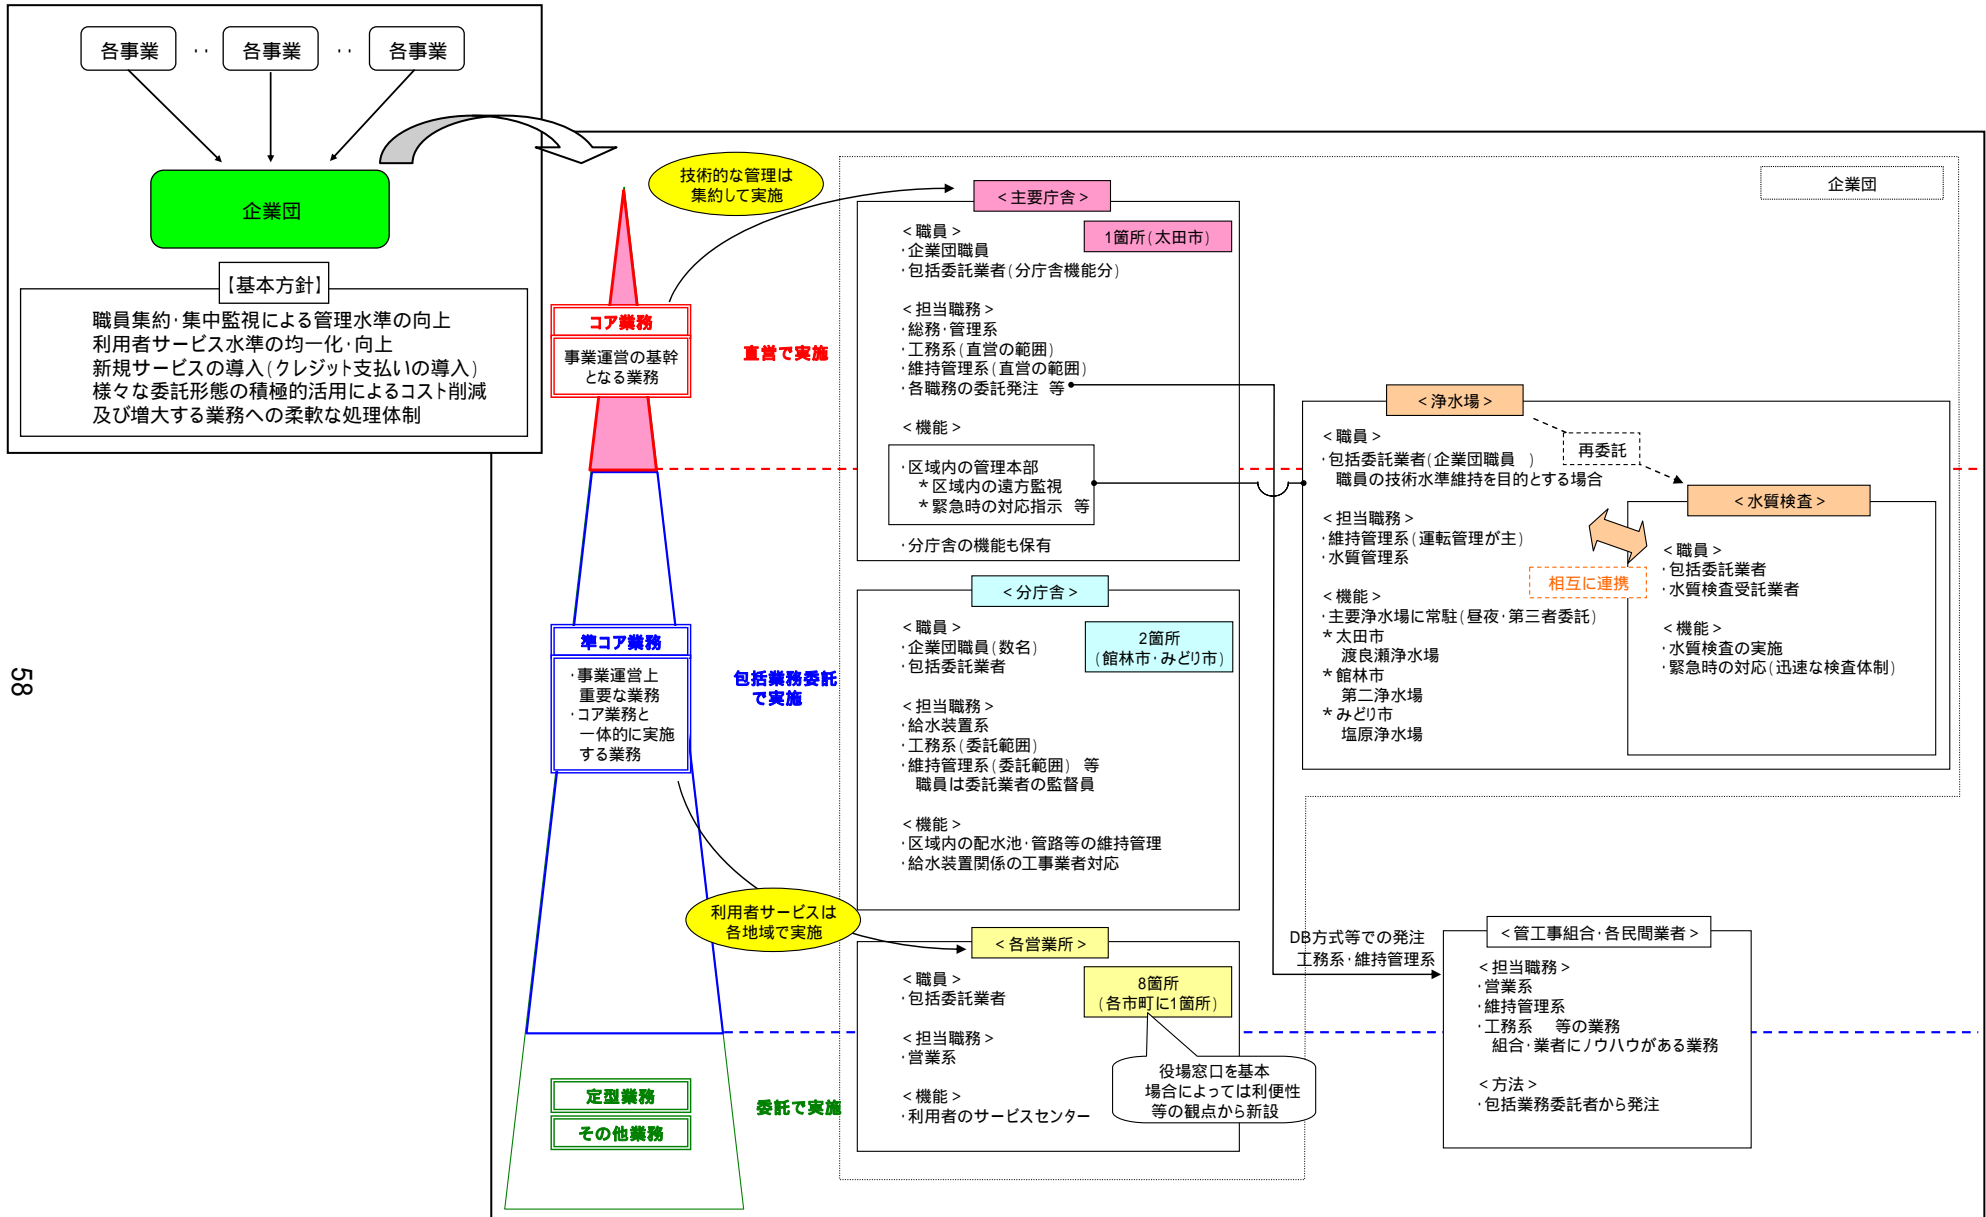 各事業 ‥ 各事業 ‥ 各事業
企業団
【基本方針】
職員集約・集中監視による管理水準の向上
利用者サービス水準の均一化・向上
新規サービスの導入(クレジット支払いの導入)
様々な委託形態の積極的活用によるコスト削減
及び増大する業務への柔軟な処理体制
技術的な管理は
集約して実施
コア業務
事業運営の基幹
となる業務
直営で実施
準コア業務
・事業運営上
重要な業務
・コア業務と
一体的に実施
する業務
包括業務委託
で実施
利用者サービスは
各地域で実施
定型業務
その他業務
委託で実施
企業団
<主要庁舎>
1箇所(太田市)
<職員>
・企業団職員
・包括委託業者(分庁舎機能分)
<担当職務>
・総務・管理系
・工務系(直営の範囲)
・維持管理系(直営の範囲)
・各職務の委託発注 等
<機能>
・区域内の管理本部
*区域内の遠方監視
*緊急時の対応指示 等
・分庁舎の機能も保有
<分庁舎>
2箇所
(館林市・みどり市)
<職員>
・企業団職員(数名)
・包括委託業者
<担当職務>
・給水装置系
・工務系(委託範囲)
・維持管理系(委託範囲) 等
職員は委託業者の監督員
<機能>
・区域内の配水池・管路等の維持管理
・給水装置関係の工事業者対応
<各営業所>
8箇所
(各市町に1箇所)
<職員>
・包括委託業者
<担当職務>
・営業系
<機能>
・利用者のサービスセンター
役場窓口を基本
場合によっては利便性
等の観点から新設
<浄水場>
<職員>
・包括委託業者(企業団職員 )
職員の技術水準維持を目的とする場合
<担当職務>
・維持管理系(運転管理が主)
・水質管理系
<機能>
・主要浄水場に常駐(昼夜・第三者委託)
*太田市
渡良瀬浄水場
*館林市
第二浄水場
*みどり市
塩原浄水場
再委託
相互に連携
<水質検査>
<職員>
・包括委託業者
・水質検査受託業者
<機能>
・水質検査の実施
・緊急時の対応(迅速な検査体制)
DB方式等での発注
工務系・維持管理系
<管工事組合・各民間業者>
<担当職務>
・営業系
・維持管理系
・工務系 等の業務
組合・業者にノウハウがある業務
<方法>
・包括業務委託者から発注
58